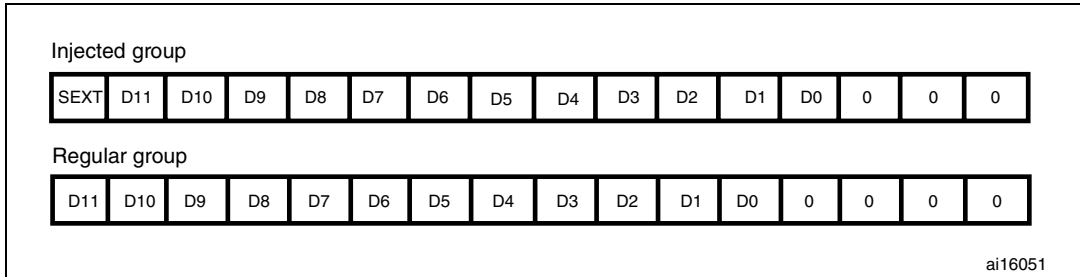 Injected group
SEXT D11 D10 D9 D8 D7 D6 D5 D4 D3 D2 D1 D0 0 0 0
Regular group
D11 D10 D9 D8 D7 D6 D5 D4 D3 D2 D1 D0 0 0 0 0
ai16051